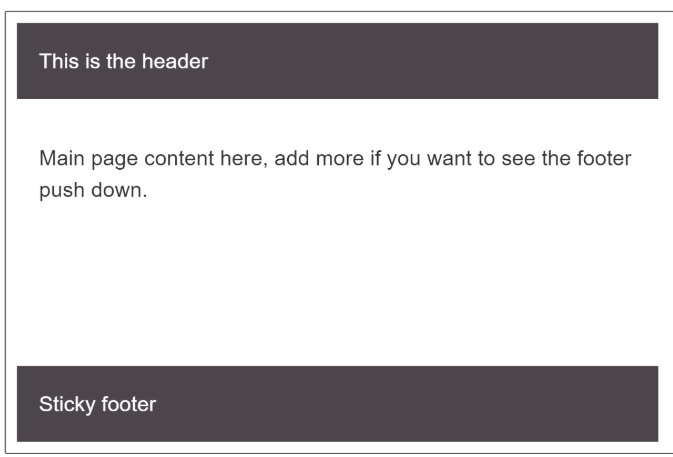 This is the header
Main page content here, add more if you want to see the footer
push down.
Sticky footer